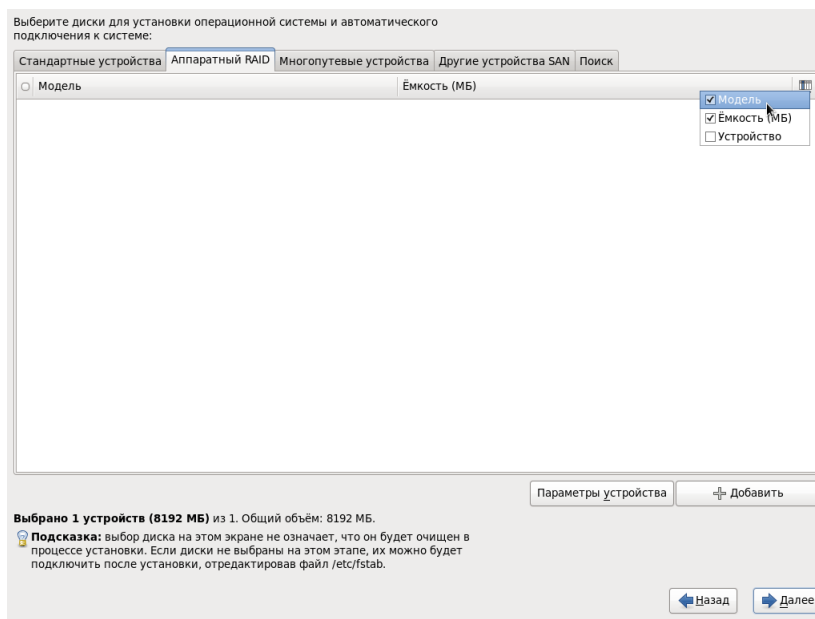 Выберите диски для установки операционной системы и автоматического
подключения к системе:
Стандартные устройства Аппаратный RAID Многопутевые устройства Другие устройства SAN Поиск
Модель Ёмкость (МБ)
Модель
Ёмкость (МБ)
Устройство
Параметры устройства Добавить
Выбрано 1 устройств (8192 МБ) из 1. Общий объём: 8192 МБ.
Подсказка: выбор диска на этом экране не означает, что он будет очищен в
процессе установки. Если диски не выбраны на этом этапе, их можно будет
подключить после установки, отредактировав файл /etc/fstab.
Назад Далее